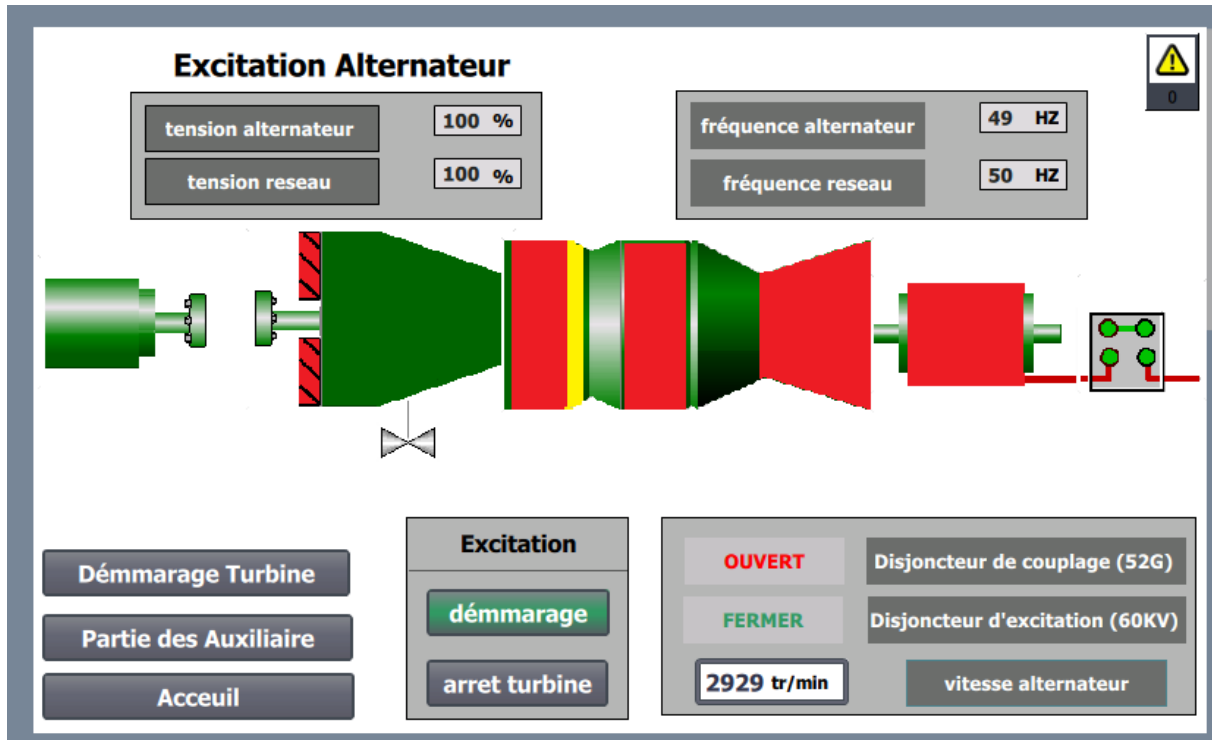 Excitation Alternateur
0
tension alternateur 100 %
tension reseau 100 %
fréquence alternateur 49 HZ
fréquence reseau 50 HZ
Démmarage Turbine
Partie des Auxiliaire
Acceuil
Excitation
démmarage
arret turbine
OUVERT Disjoncteur de couplage (52G)
FERMER Disjoncteur d'excitation (60KV)
2929 tr/min vitesse alternateur